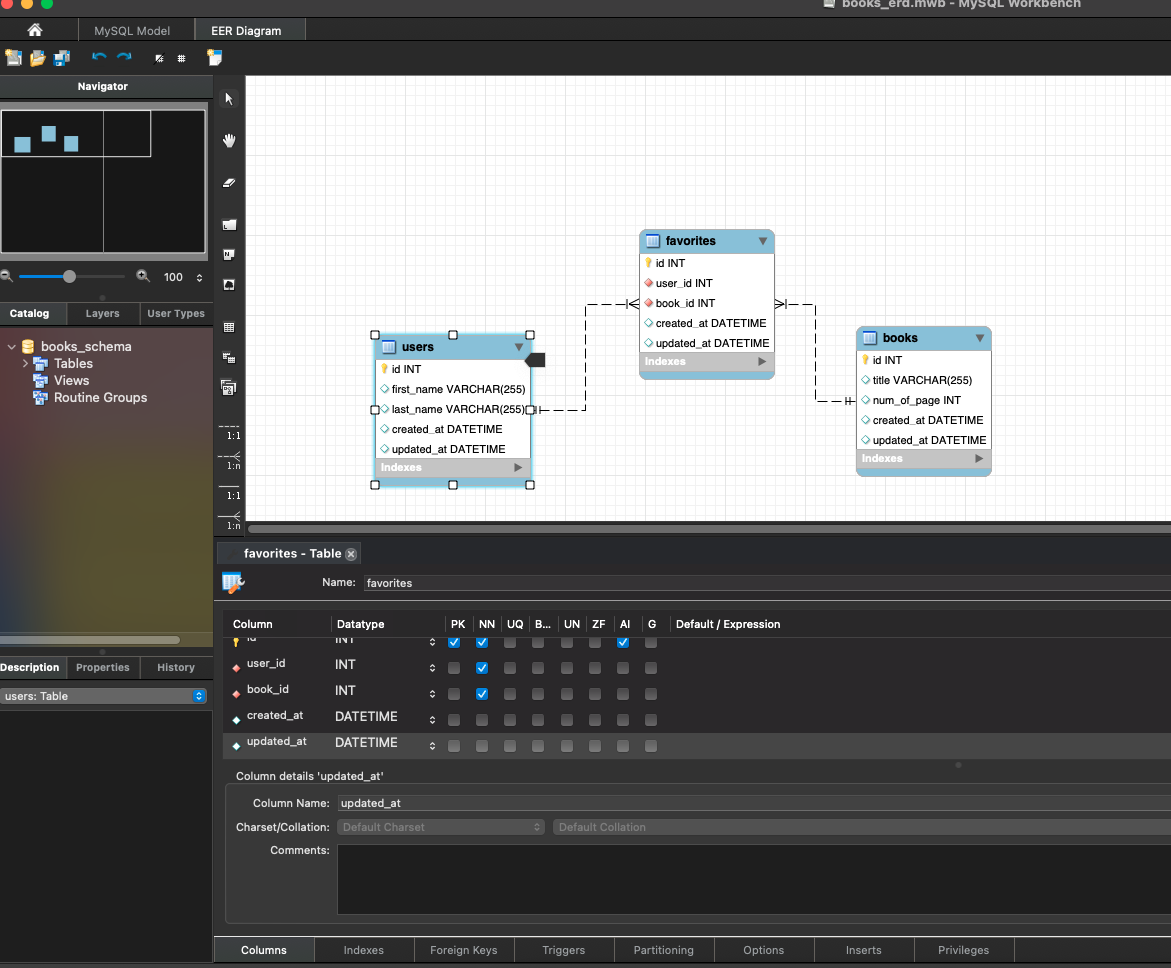 books_erd.mwb - MySQL Workbench
MySQL Model
EER Diagram
Navigator
100
Catalog
Layers
User Types
books_schema
Tables
Views
Routine Groups
Description
Properties
History
users: Table
1:1
1:n
1:1
1:n
users
id INT
first_name VARCHAR(255)
last_name VARCHAR(255)
created_at DATETIME
updated_at DATETIME
Indexes
favorites
id INT
user_id INT
book_id INT
created_at DATETIME
updated_at DATETIME
Indexes
books
id INT
title VARCHAR(255)
num_of_page INT
created_at DATETIME
updated_at DATETIME
Indexes
favorites - Table
Name: favorites
Column Datatype PK NN UQ B... UN ZF AI G Default / Expression
id INT
user_id INT
book_id INT
created_at DATETIME
updated_at DATETIME
Column details 'updated_at'
Column Name: updated_at
Charset/Collation: Default Charset Default Collation
Comments:
Columns Indexes Foreign Keys Triggers Partitioning Options Inserts Privileges